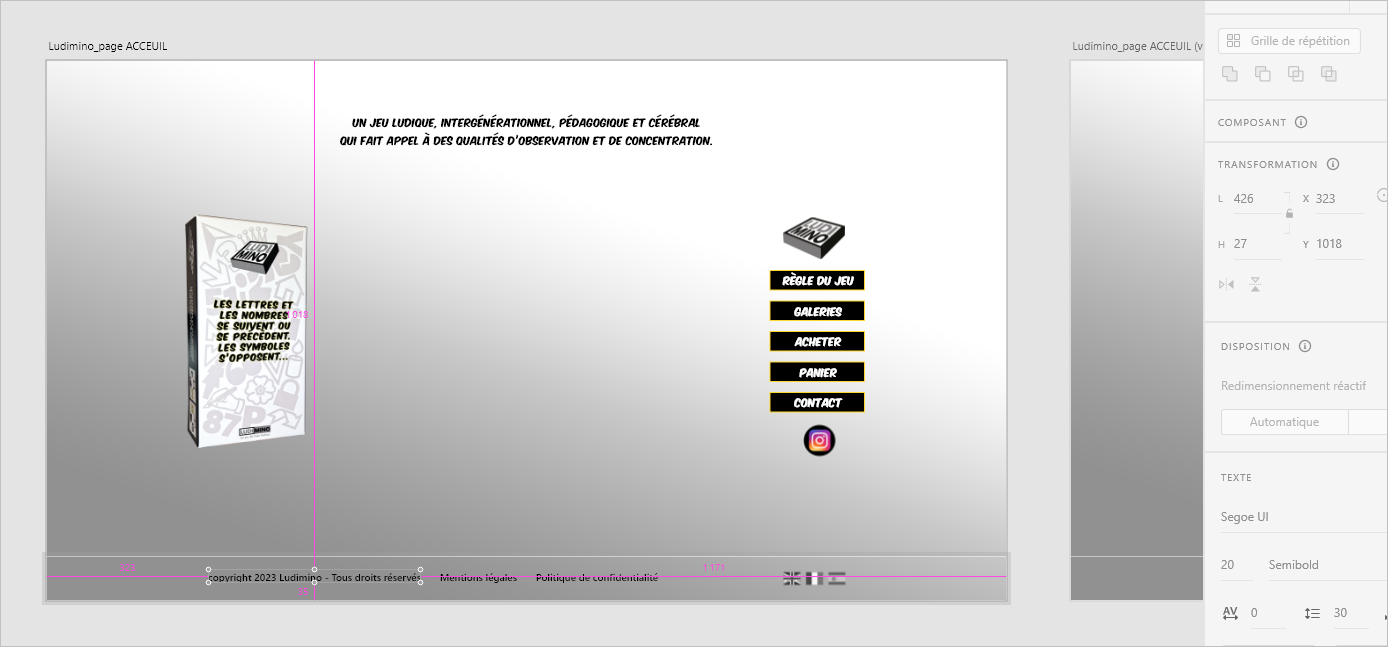 Ludimino_page ACCEUIL
Ludimino_page ACCEUIL (v
UN JEU LUDIQUE, INTERGÉNÉRATIONNEL, PÉDAGOGIQUE ET CÉRÉBRAL
QUI FAIT APPEL À DES QUALITÉS D'OBSERVATION ET DE CONCENTRATION.
LUDI
MINO
LES LETTRES ET
LES NOMBRES
SE SUIVENT OU
SE PRÉCÈDENT.
LES SYMBOLES
S'OPPOSENT...
1 018
87D
LUDIMINO
LUDI
MINO
RÈGLE DU JEU
GALERIES
ACHETER
PANIER
CONTACT
1 171
copyright 2023 Ludimino - Tous droits réservés
Mentions légales
Politique de confidentialité
Grille de répétition
COMPOSANT
TRANSFORMATION
L 426 X 323
H 27 Y 1018
DISPOSITION
Redimensionnement réactif
Automatique
TEXTE
Segoe UI
20 Semibold
AV 0 30